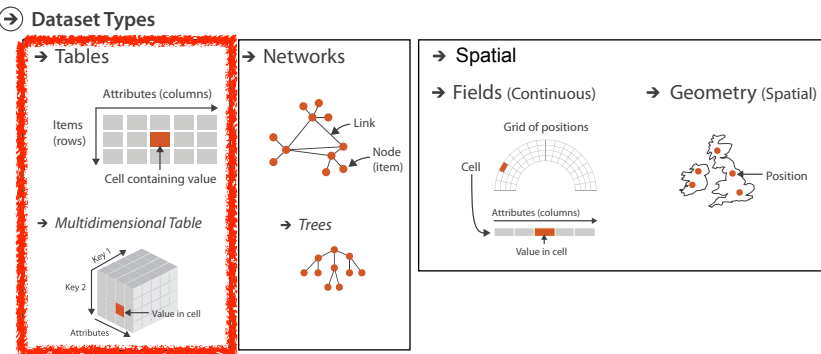 → Dataset Types
→ Tables
Attributes (columns)
Items
(rows)
Cell containing value
→ Multidimensional Table
Key 1
Key 2
Value in cell
Attributes
→ Networks
Link
Node
(item)
→ Trees
→ Spatial
→ Fields (Continuous)
Grid of positions
Cell
Attributes (columns)
Value in cell
→ Geometry (Spatial)
Position